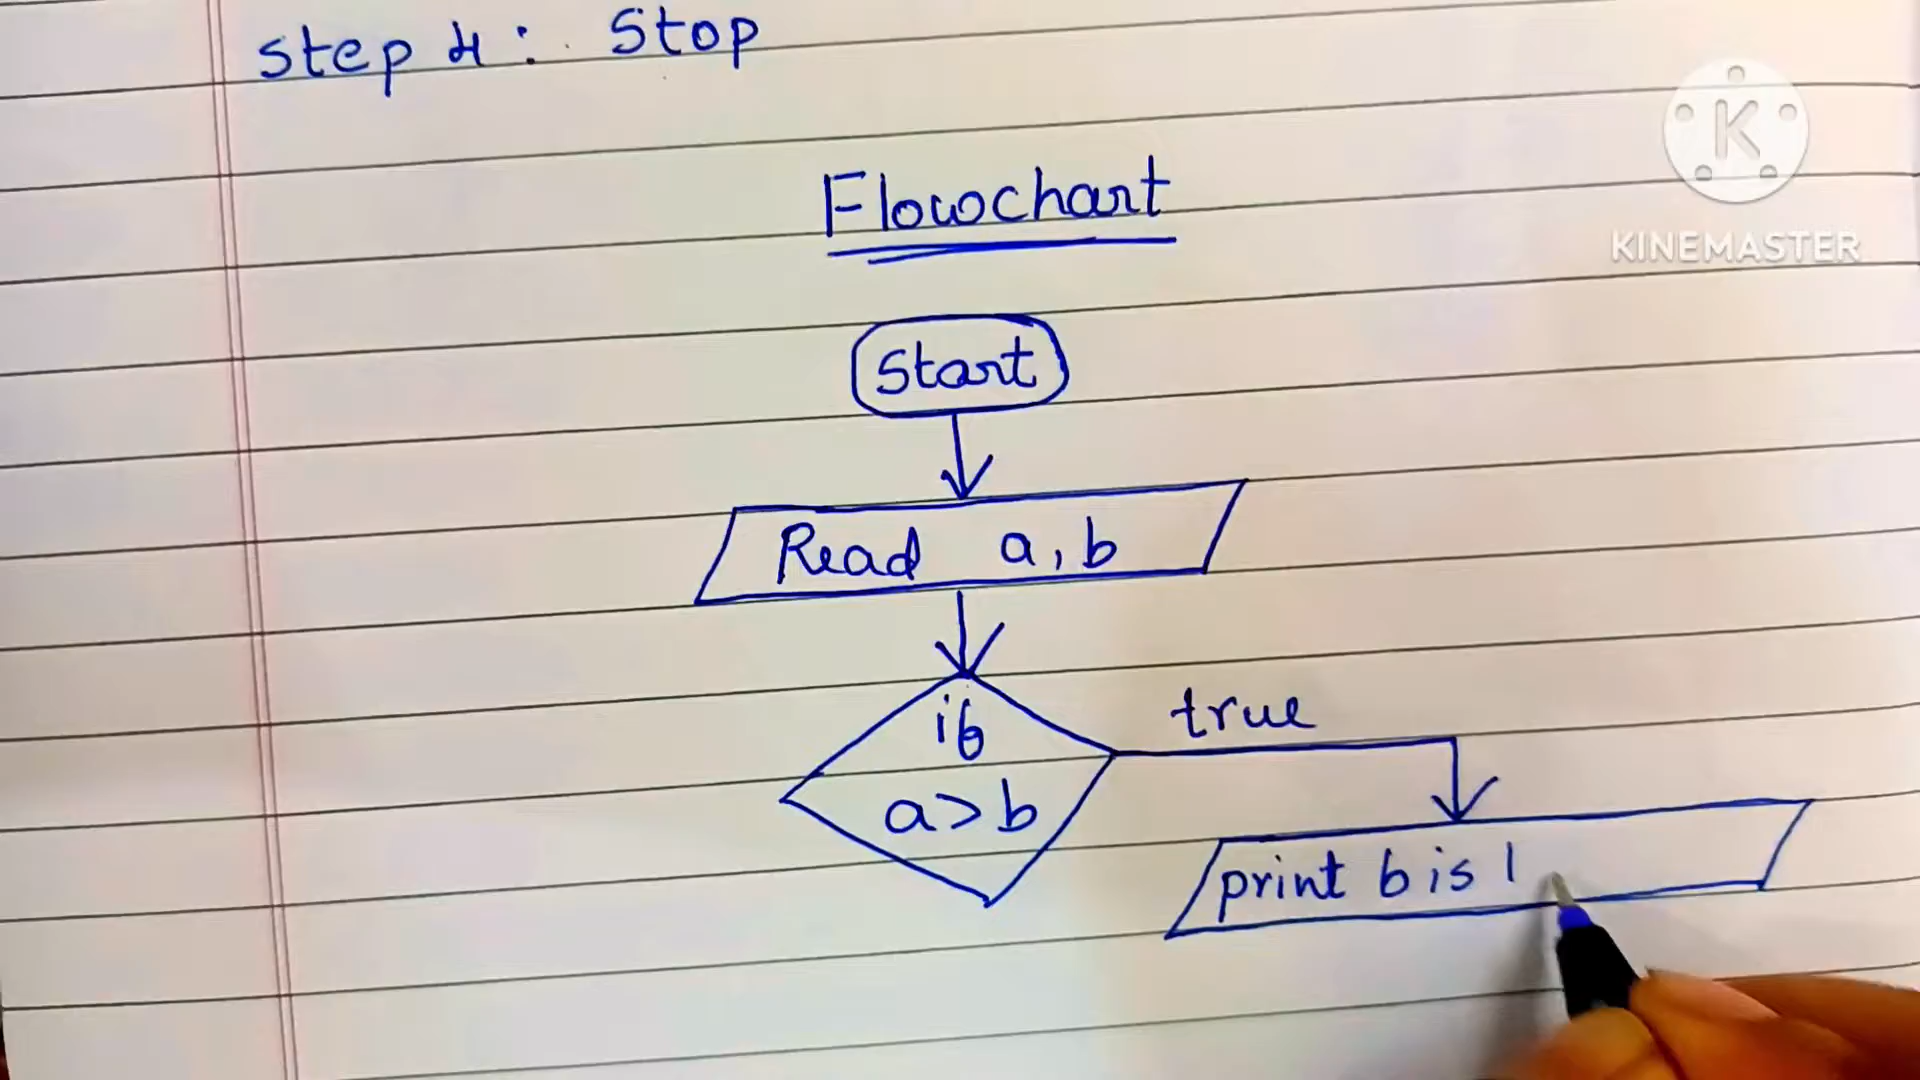 Step 4: Stop
K
KINEMASTER
Flowchart
Start
Read a, b
if
a>b
true
print b is l